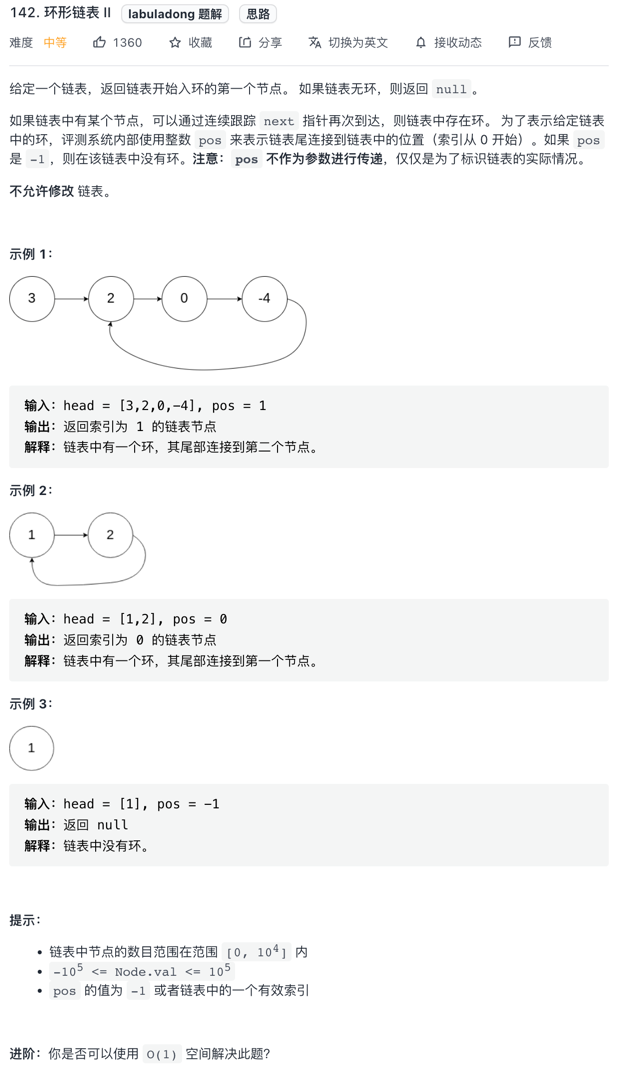 142. 环形链表 II labuladong 题解 思路
难度 中等 1360 收藏 分享 切换为英文 接收动态 反馈
给定一个链表，返回链表开始入环的第一个节点。 如果链表无环，则返回 null 。
如果链表中有某个节点，可以通过连续跟踪 next 指针再次到达，则链表中存在环。 为了表示给定链表
中的环，评测系统内部使用整数 pos 来表示链表尾连接到链表中的位置（索引从 0 开始）。如果 pos
是 -1，则在该链表中没有环。注意：pos 不作为参数进行传递，仅仅是为了标识链表的实际情况。
不允许修改 链表。
示例 1：
3 2 0 -4
输入：head = [3,2,0,-4], pos = 1
输出：返回索引为 1 的链表节点
解释：链表中有一个环，其尾部连接到第二个节点。
示例 2：
1 2
输入：head = [1,2], pos = 0
输出：返回索引为 0 的链表节点
解释：链表中有一个环，其尾部连接到第一个节点。
示例 3：
1
输入：head = [1], pos = -1
输出：返回 null
解释：链表中没有环。
提示：
• 链表中节点的数目范围在范围 [0, 10⁴] 内
• -10⁵ <= Node.val <= 10⁵
• pos 的值为 -1 或者链表中的一个有效索引
进阶：你是否可以使用 O(1) 空间解决此题？